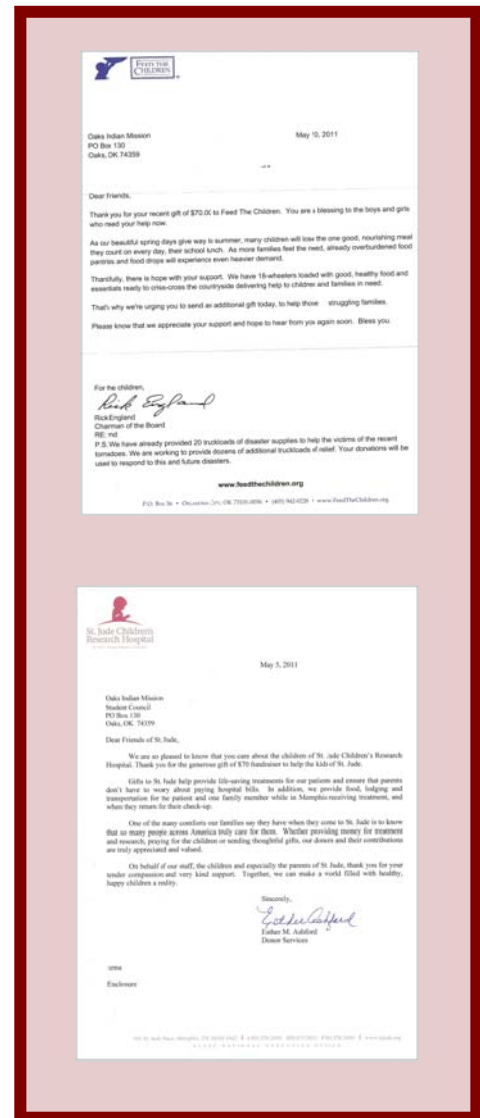 FEED THE
CHILDREN
Oaks Indian Mission
PO Box 130
Oaks, OK 74359
May 10, 2011
Dear Friends,
Thank you for your recent gift of $70.00 to Feed The Children. You are a blessing to the boys and girls
who need your help now.
As our beautiful spring days give way to summer, many children will lose the one good, nourishing meal
they count on every day, their school lunch. As more families feel the need, already overburdened food
pantries and food drops will experience even heavier demand.
Thankfully, there is hope with your support. We have 18-wheelers loaded with good, healthy food and
essentials ready to criss-cross the countryside delivering help to children and families in need.
That's why we're urging you to send an additional gift today, to help those struggling families.
Please know that we appreciate your support and hope to hear from you again soon. Bless you.
For the children,
Rick England
Rick England
Chairman of the Board
RE: md
P.S. We have already provided 20 truckloads of disaster supplies to help the victims of the recent
tornadoes. We are working to provide dozens of additional truckloads of relief. Your donations will be
used to respond to this and future disasters.
www.feedthechildren.org
P.O. Box 36 • Oklahoma City, OK • (405) 942-0228 • www.FeedTheChildren.org
St. Jude Children's
Research Hospital
May 5, 2011
Oaks Indian Mission
Student Council
PO Box 130
Oaks, OK 74359
Dear Friends of St. Jude,
We are so pleased to know that you care about the children of St. Jude Children's Research
Hospital. Thank you for the generous gift of $70 fundraiser to help the kids of St. Jude.
Gifts to St. Jude help provide life-saving treatments for our patients and ensure that parents
don't have to worry about paying hospital bills. In addition, we provide food, lodging and
transportation for the patient and one family member while in Memphis receiving treatment, and
when they return for their check-up.
One of the many comforts our families say they have when they come to St. Jude is to know
that so many people across America truly care for them. Whether providing money for treatment
and research, praying for the children or sending thoughtful gifts, our donors and their contributions
are truly appreciated and valued.
On behalf of our staff, the children and especially the parents of St. Jude, thank you for your
tender compassion and very kind support. Together, we can make a world filled with healthy,
happy children a reality.
Sincerely,
Esther Ashford
Esther M. Ashford
Donor Services
Enclosure